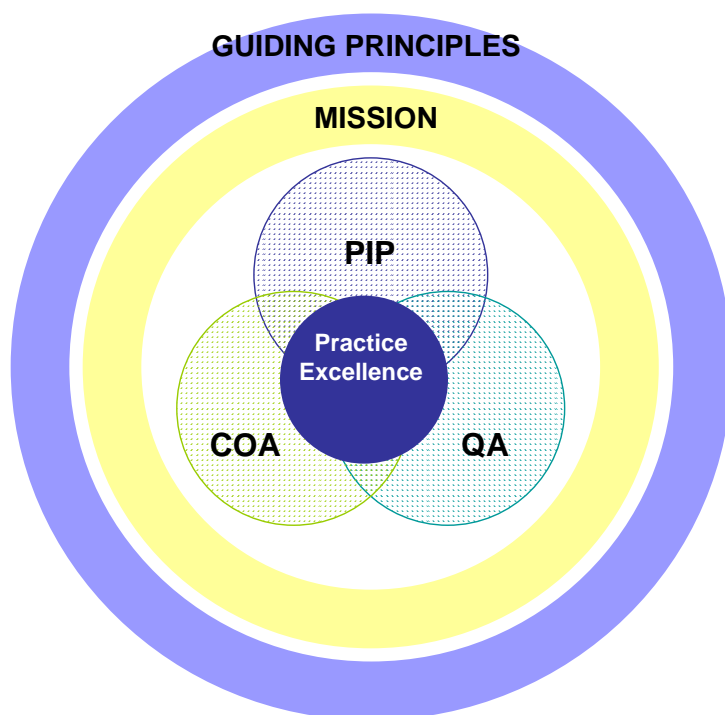 GUIDING PRINCIPLES
MISSION
PIP
Practice
Excellence
COA
QA